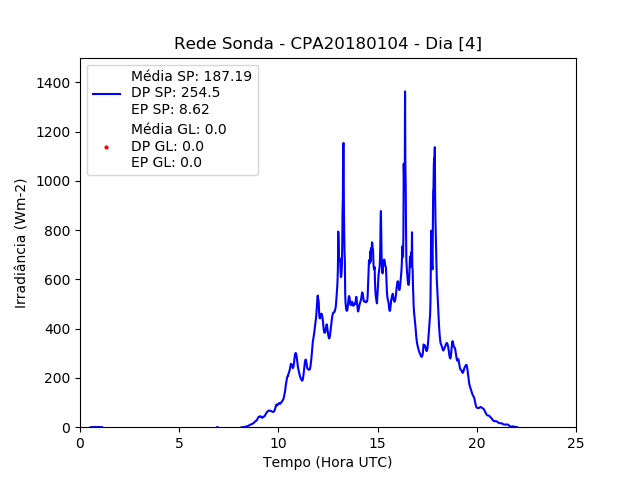 Rede Sonda - CPA20180104 - Dia [4]
Média SP: 187.19
DP SP: 254.5
EP SP: 8.62
Média GL: 0.0
DP GL: 0.0
EP GL: 0.0
Irradiância (Wm-2)
1400
1200
1000
800
600
400
200
0
0 5 10 15 20 25
Tempo (Hora UTC)